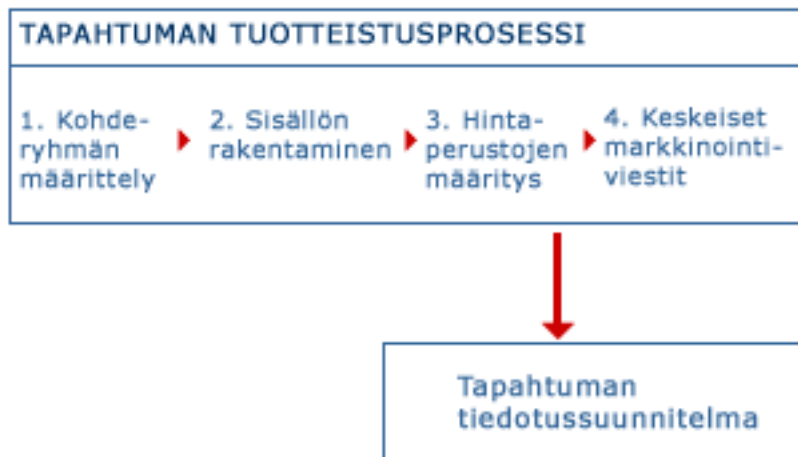 TAPAHTUMAN TUOTTEISTUSPROSESSI
1. Kohde-
ryhmän
määrittely
2. Sisällön
rakentaminen
3. Hinta-
perustojen
määritys
4. Keskeiset
markkinointi-
viestit
Tapahtuman
tiedotussuunnitelma